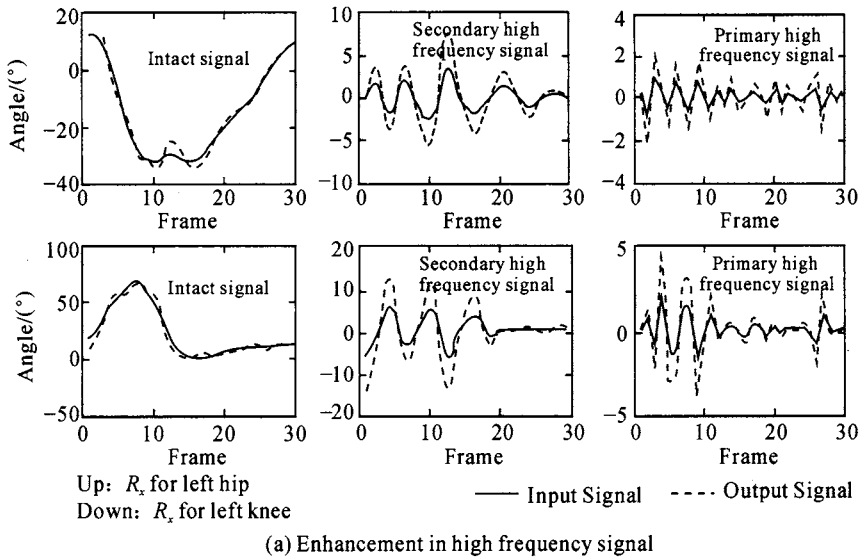 20
0
−20
−40
Angle/(°)
Intact signal
0 10 20 30
Frame
10
5
0
−5
10
Secondary high
frequency signal
0 10 20 30
Frame
4
2
0
−2
−4
Primary high
frequency signal
0 10 20 30
Frame
100
50
0
−50
Angle/(°)
Intact signal
0 10 20 30
Frame
20
10
0
−10
−20
Secondary high
frequency signal
0 10 20 30
Frame
5
0
−5
Primary high
frequency signal
0 10 20 30
Frame
Up: Rx for left hip
Down: Rx for left knee
Input Signal
Output Signal
(a) Enhancement in high frequency signal